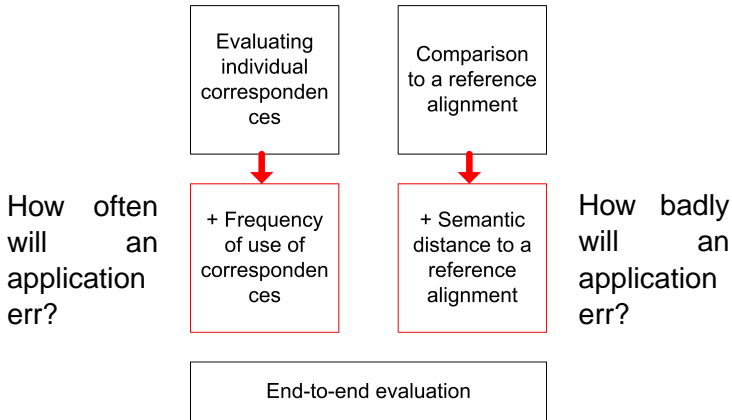 Evaluating
individual
corresponden
ces
Comparison
to a reference
alignment
How often
will an
application
err?
+ Frequency
of use of
corresponden
ces
+ Semantic
distance to a
reference
alignment
How badly
will an
application
err?
End-to-end evaluation